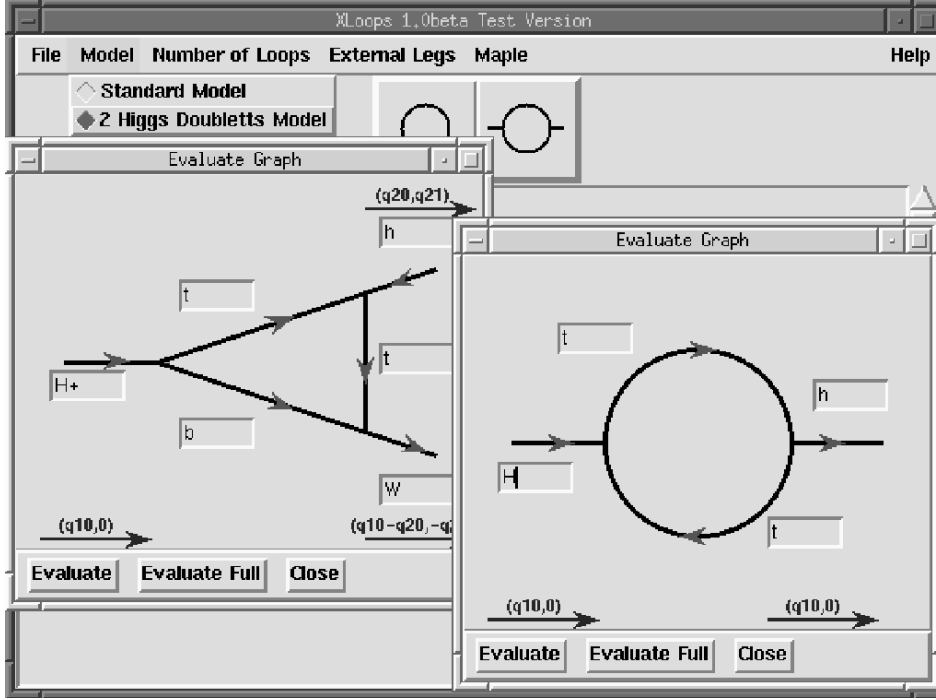 XLoops 1.0beta Test Version
File Model Number of Loops External Legs Maple Help
Standard Model
2 Higgs Doubletts Model
Evaluate Graph
(q20,q21)
h
t
H+
t
b
W
(q10,0)
(q10-q20,-q
Evaluate Evaluate Full Close
Evaluate Graph
t
h
H
t
(q10,0) (q10,0)
Evaluate Evaluate Full Close